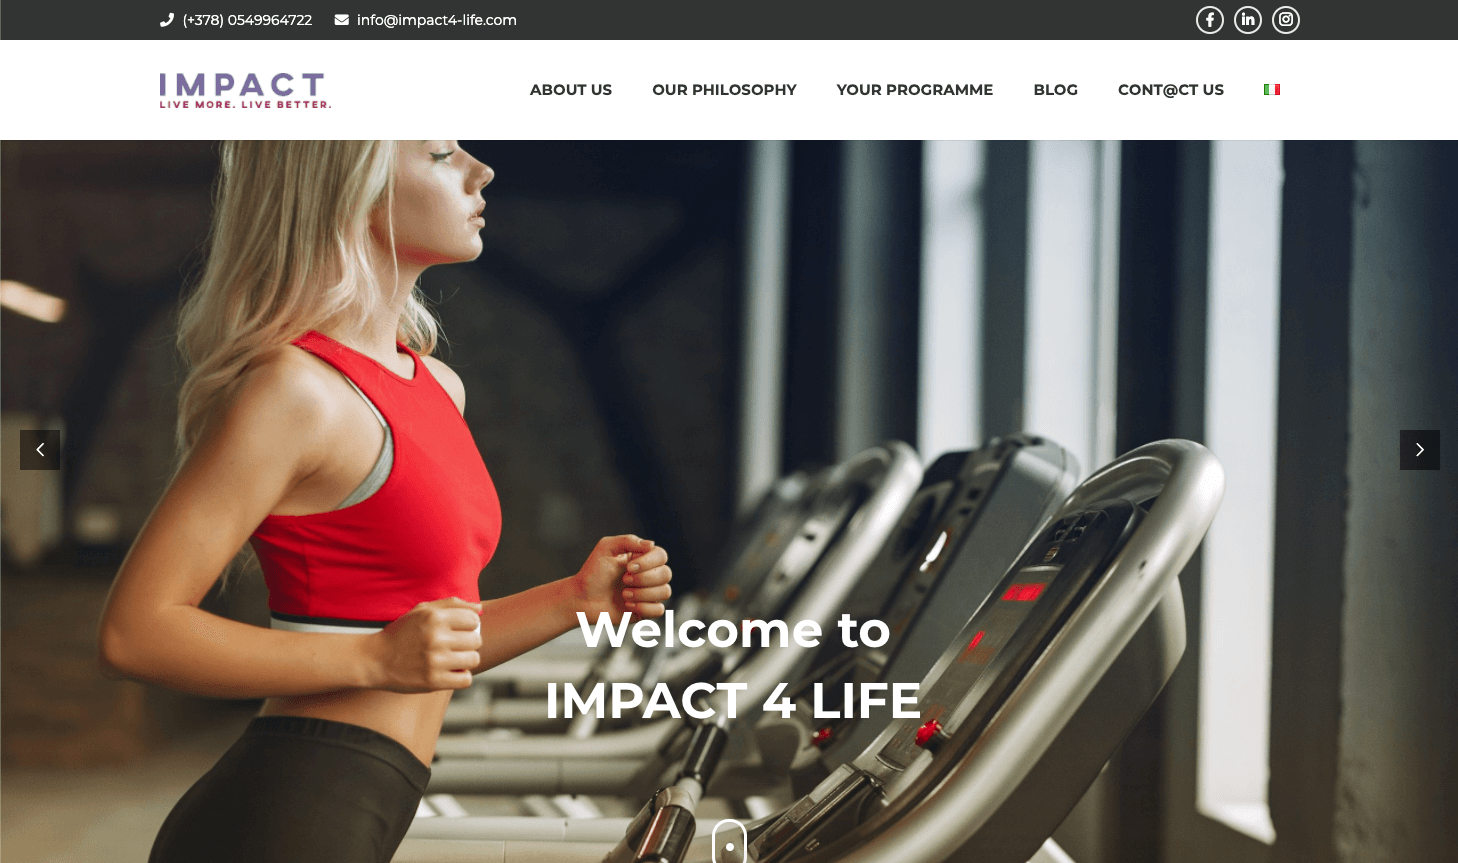 (+378) 0549964722 info@impact4-life.com
IMPACT
LIVE MORE. LIVE BETTER.
ABOUT US OUR PHILOSOPHY YOUR PROGRAMME BLOG CONT@CT US
Welcome to
IMPACT 4 LIFE